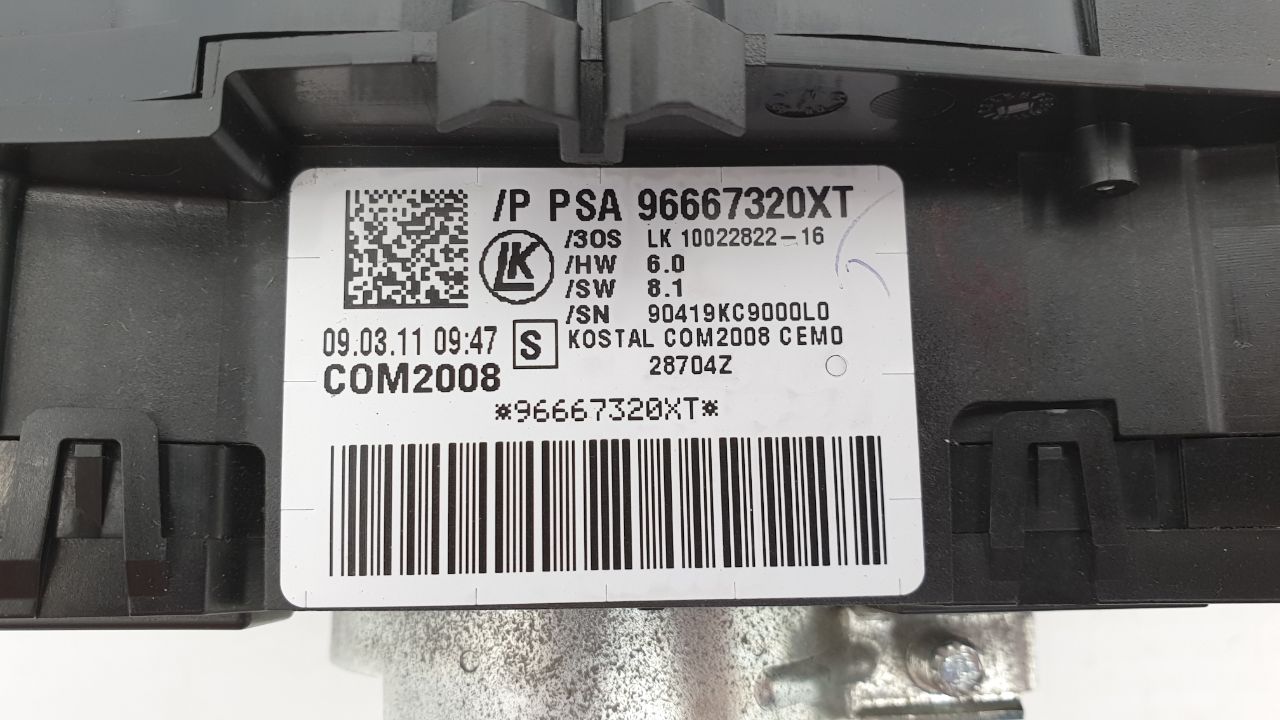 /P PSA 96667320XT
/3OS LK 10022822-16
LK
/HW 6.0
/SW 8.1
/SN 90419KC9000L0
09.03.11 09:47 S KOSTAL COM2008 CEMO
COM2008 28704Z
*96667320XT*